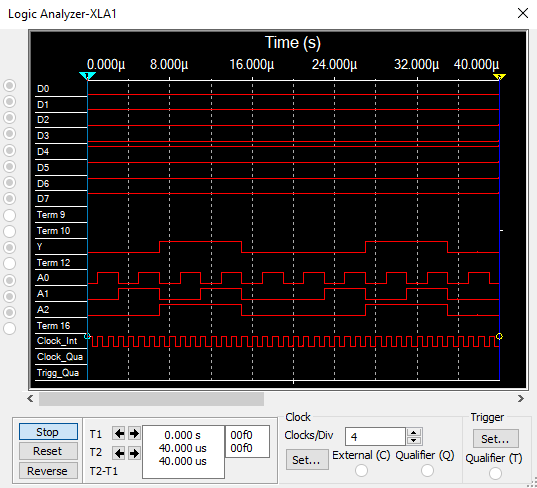 Logic Analyzer-XLA1
Time (s)
0.000µ 8.000µ 16.000µ 24.000µ 32.000µ 40.000µ
D0
D1
D2
D3
D4
D5
D6
D7
Term 9
Term 10
Y
Term 12
A0
A1
A2
Term 16
Clock_Int
Clock_Qua
Trigg_Qua
Stop
Reset
Reverse
T1
T2
T2-T1
0.000 s
40.000 us
40.000 us
00f0
00f0
Clock
Clocks/Div 4
External (C) Qualifier (Q)
Set...
Trigger
Set...
Qualifier (T)